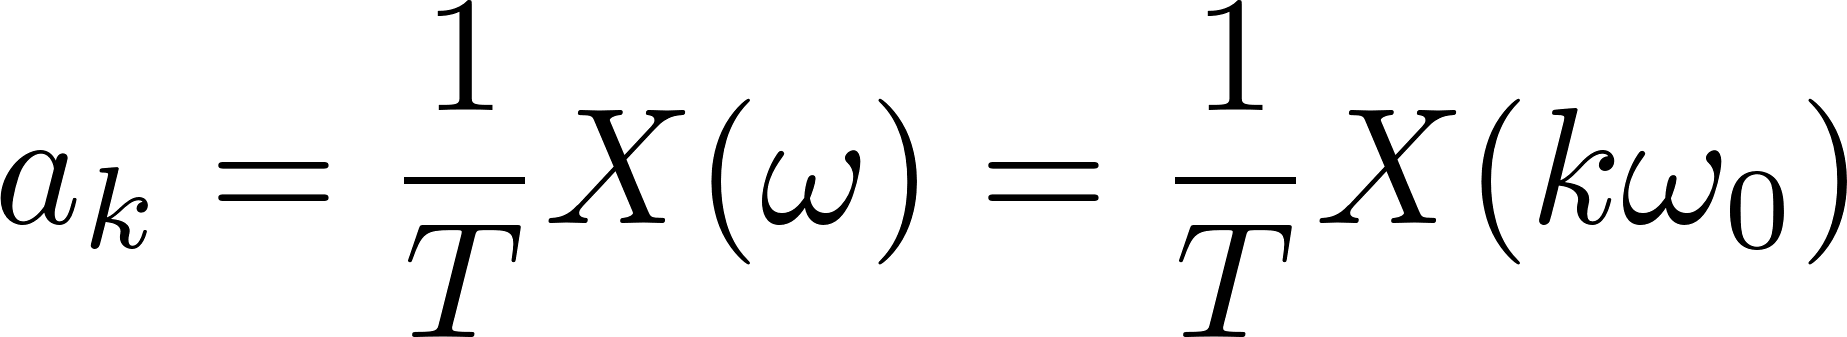 a_k = \frac{1}{T} X(\omega) = \frac{1}{T} X(k\omega_0)